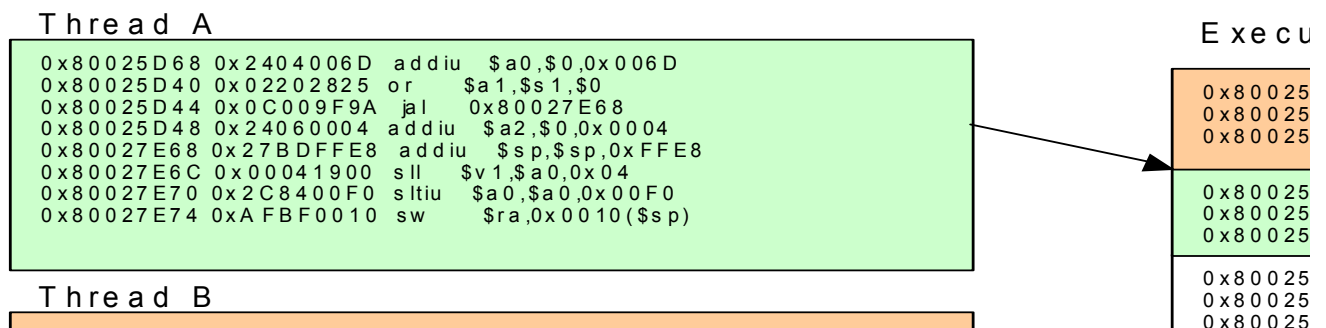 Thread A
0x80025D68 0x2404006D addiu $a0,$0,0x006D
0x80025D40 0x02202825 or $a1,$s1,$0
0x80025D44 0x0C009F9A jal 0x80027E68
0x80025D48 0x24060004 addiu $a2,$0,0x0004
0x80027E68 0x27BDFFE8 addiu $sp,$sp,0xFFE8
0x80027E6C 0x00041900 sll $v1,$a0,0x04
0x80027E70 0x2C8400F0 sltiu $a0,$a0,0x00F0
0x80027E74 0xAFBF0010 sw $ra,0x0010($sp)
Thread B
Execu
0x80025
0x80025
0x80025
0x80025
0x80025
0x80025
0x80025
0x80025
0x80025